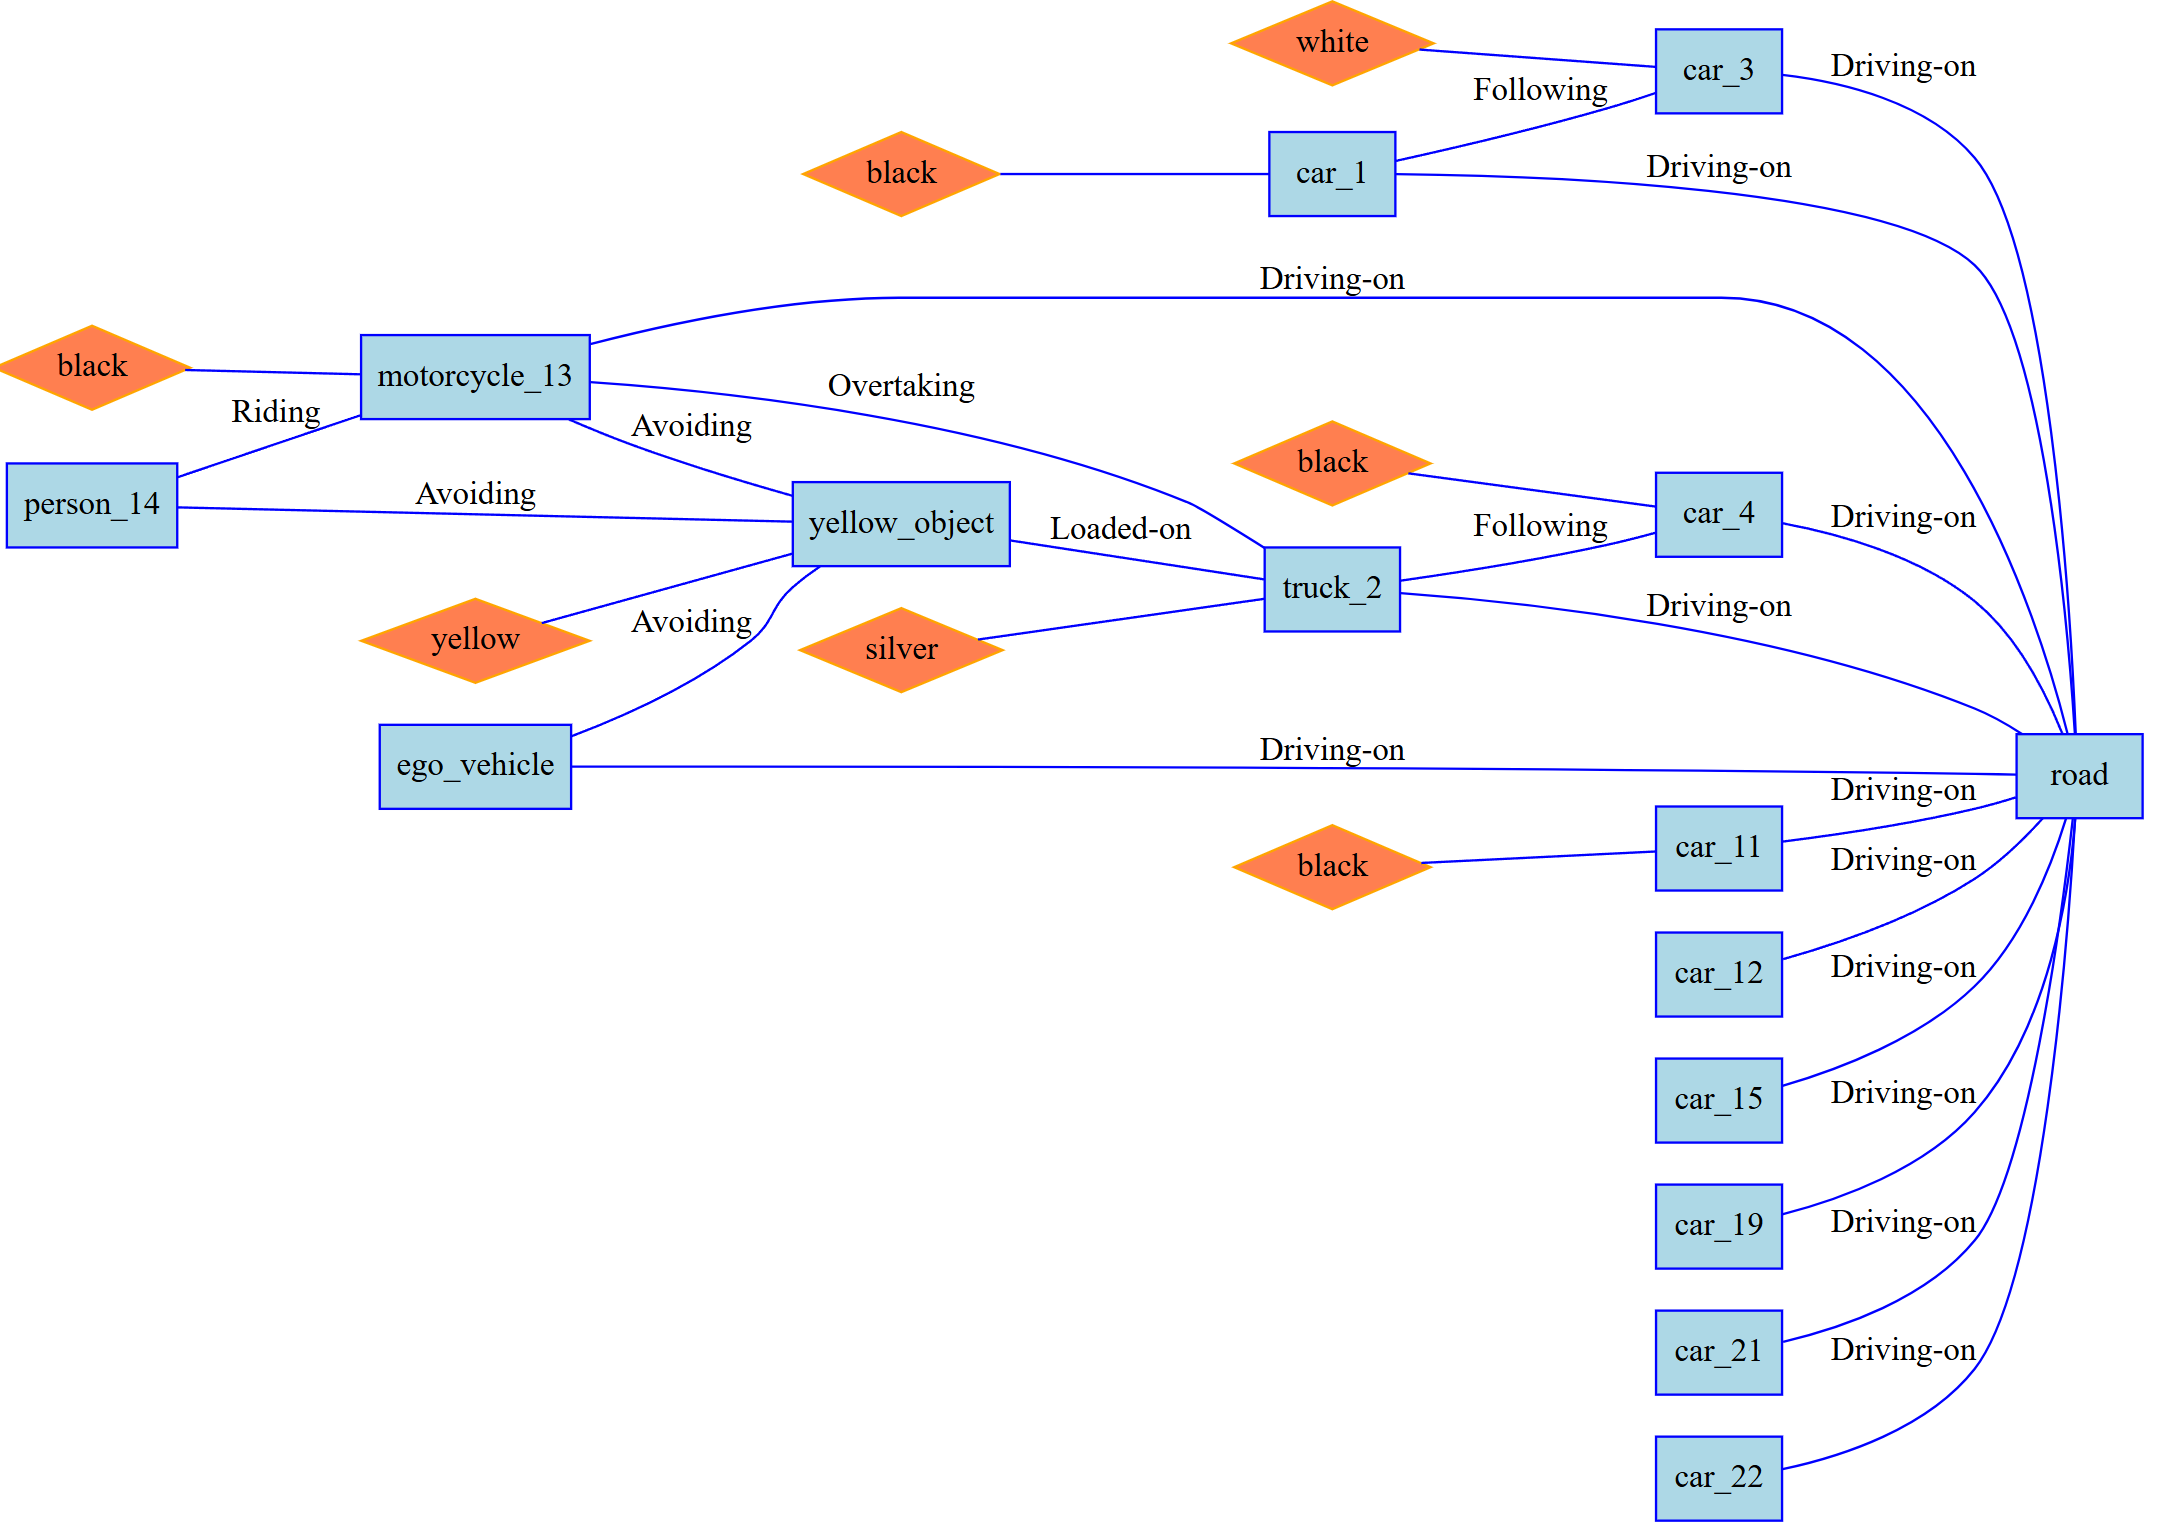 white
car_3
Driving-on
Following
black
car_1
Driving-on
Driving-on
black
motorcycle_13
Overtaking
Riding
Avoiding
black
person_14
Avoiding
yellow_object
Loaded-on
Following
car_4
Driving-on
truck_2
Driving-on
yellow
Avoiding
silver
ego_vehicle
Driving-on
road
Driving-on
black
car_11
Driving-on
car_12
Driving-on
car_15
Driving-on
car_19
Driving-on
car_21
Driving-on
car_22